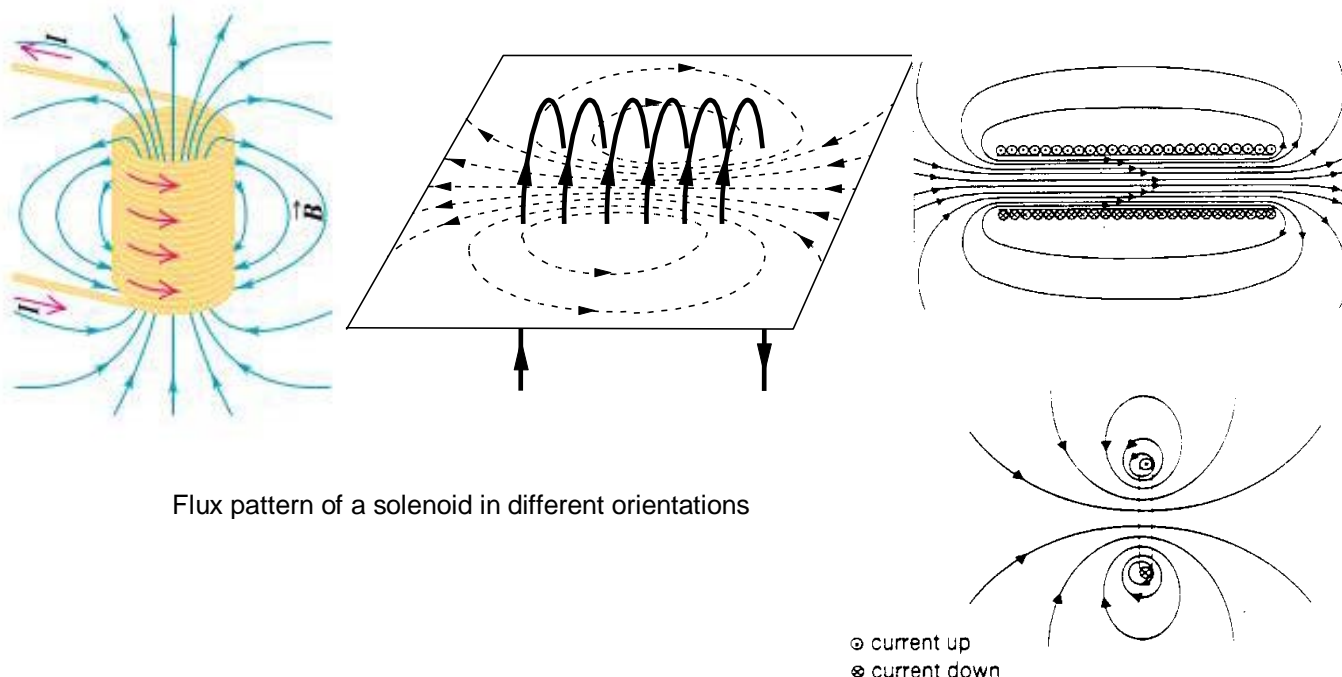 I
B
I
Flux pattern of a solenoid in different orientations
⊙ current up
⊗ current down